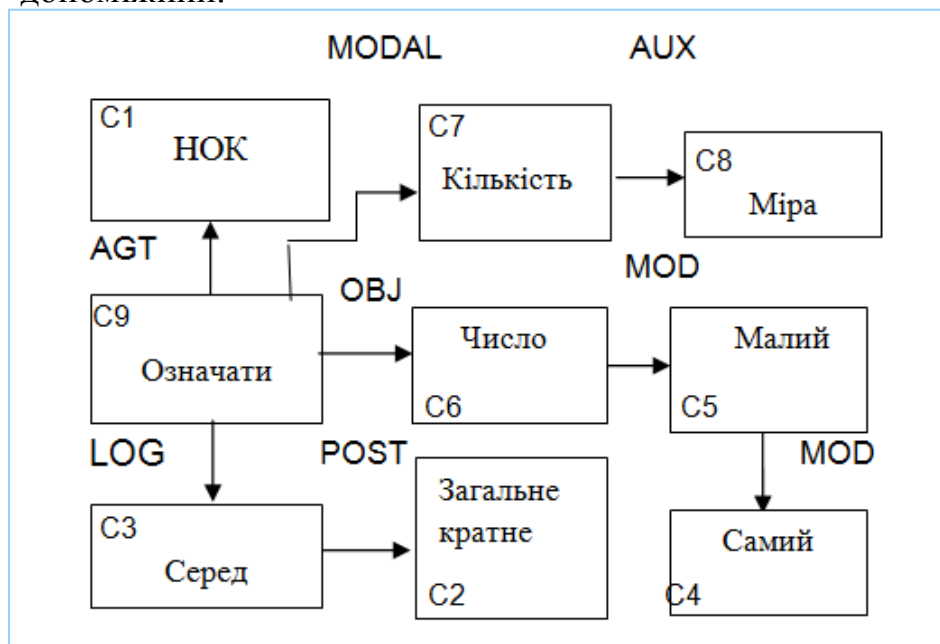 допоміжний.
MODAL AUX
C1
НОК
C7
Кількість
C8
Міра
AGT
MOD
OBJ
C9
Означати
Число
C6
Малий
C5
LOG
POST
MOD
C3
Серед
Загальне
кратне
C2
Самий
C4